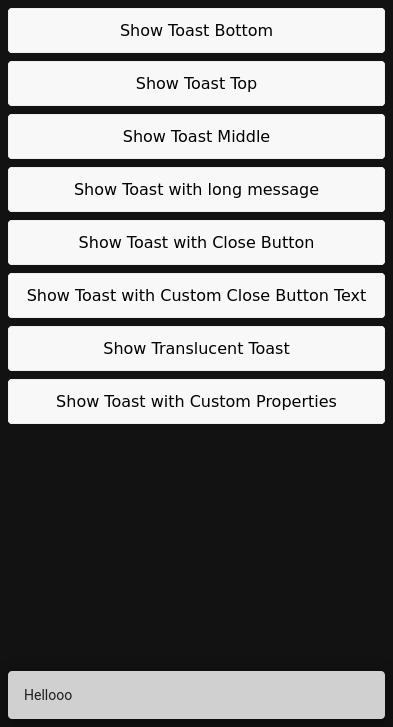 Show Toast Bottom
Show Toast Top
Show Toast Middle
Show Toast with long message
Show Toast with Close Button
Show Toast with Custom Close Button Text
Show Translucent Toast
Show Toast with Custom Properties
Hellooo